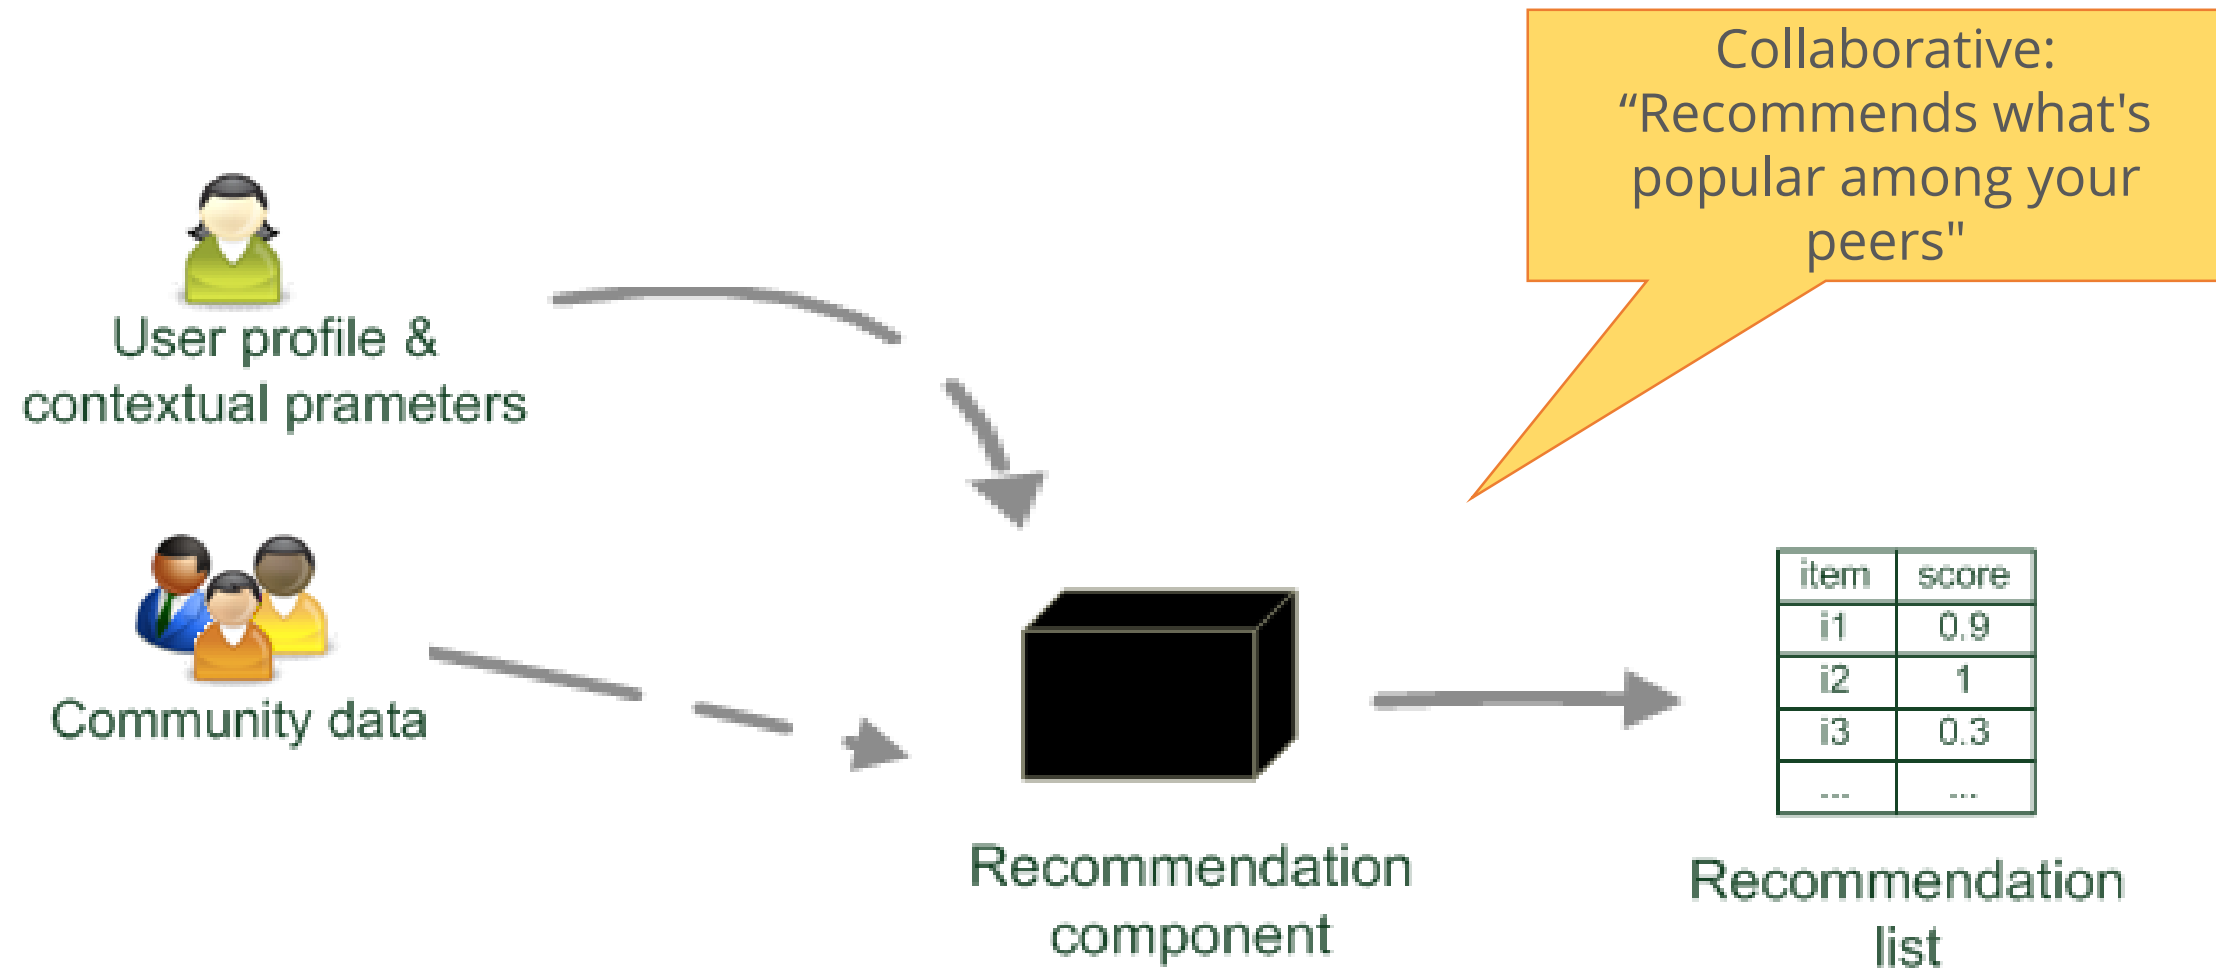 Collaborative:
“Recommends what's
popular among your
peers"
User profile &
contextual prameters
Community data
item score
i1 0.9
i2 1
i3 0.3
... ...
Recommendation
component
Recommendation
list